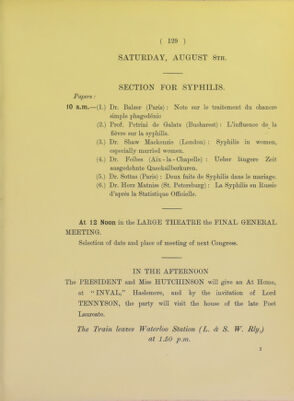 ( 129 )
SATURDAY, AUGUST 8TH.
SECTION FOR SYPHILIS.
Papers:
10 a.m.—(1.) Dr. Balzer (Paris): Note sur le traitement du chancre
simple phagedénio
(2.) Prof. Petrini de Galatz (Bucharest): L'influence de la
fièvre sur la syphilis.
(3.) Dr. Shaw Mackenzie (London): Syphilis in women,
especially married women.
(4.) Dr. Feibes (Aix-la-Chapelle): Ueber längere Zeit
ausgedehnte Quecksilberkuren.
(5.) Dr. Sottas (Paris): Deux faits de Syphilis dans le mariage.
(6.) Dr. Herz Matniss (St. Petersburg): La Syphilis en Russie
d'après la Statistique Officielle.
At 12 Noon in the LARGE THEATRE the FINAL GENERAL
MEETING.
Selection of date and place of meeting of next Congress.
IN THE AFTERNOON
The PRESIDENT and Miss HUTCHINSON will give an At Home,
at "INVAL," Haslemere, and by the invitation of Lord
TENNYSON, the party will visit the house of the late Poet
Laureate.
The Train leaves Waterloo Station (L. & S. W. Rly,)
at 1.50 p.m.